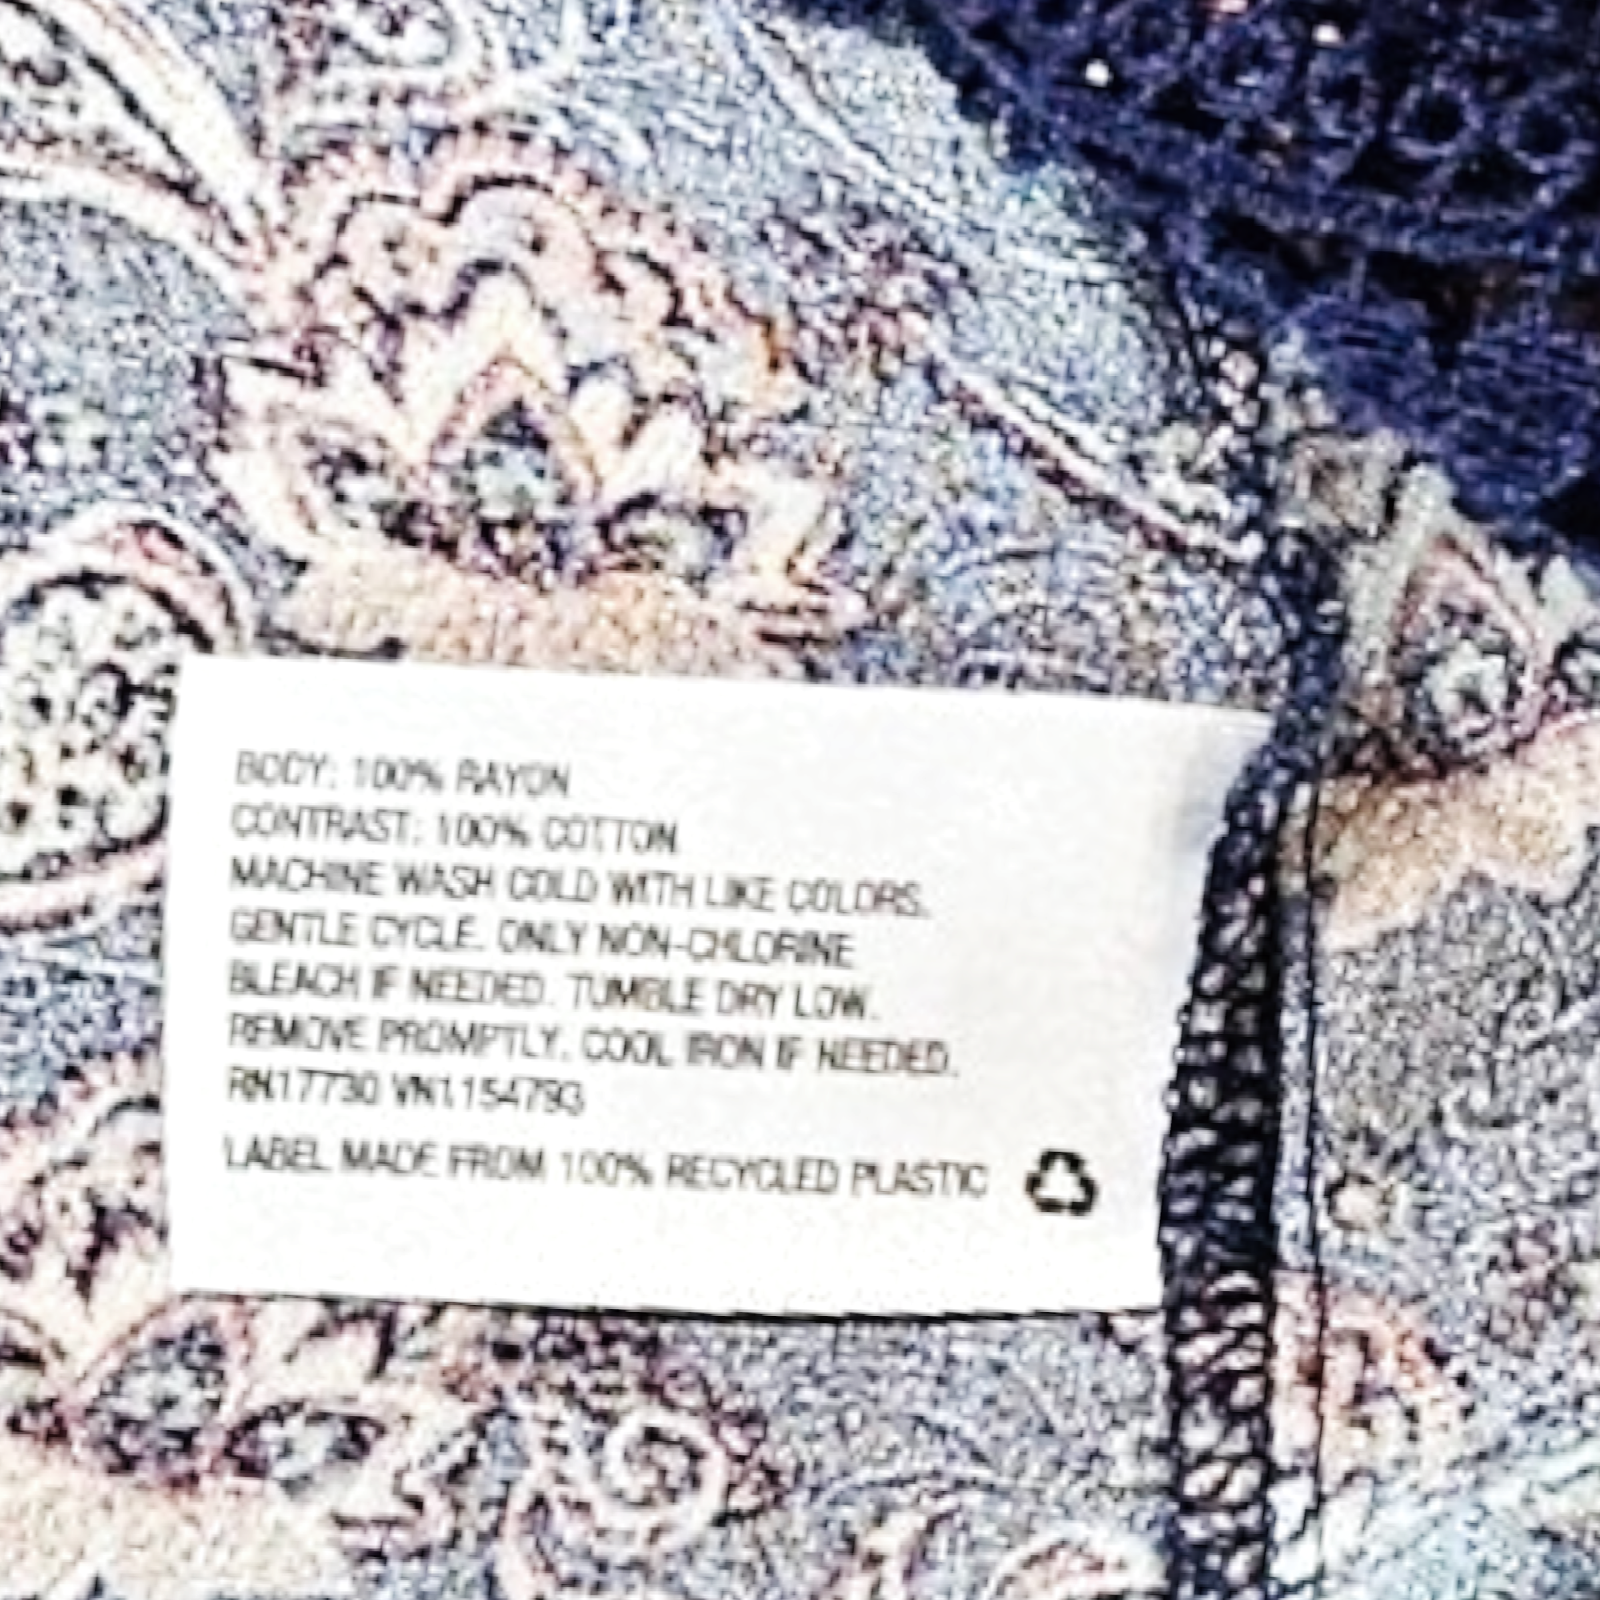 BODY: 100% RAYON
CONTRAST: 100% COTTON
MACHINE WASH COLD WITH LIKE COLORS.
GENTLE CYCLE. ONLY NON-CHLORINE
BLEACH IF NEEDED. TUMBLE DRY LOW.
REMOVE PROMPTLY. COOL IRON IF NEEDED.
RN17730 VN1154793
LABEL MADE FROM 100% RECYCLED PLASTIC